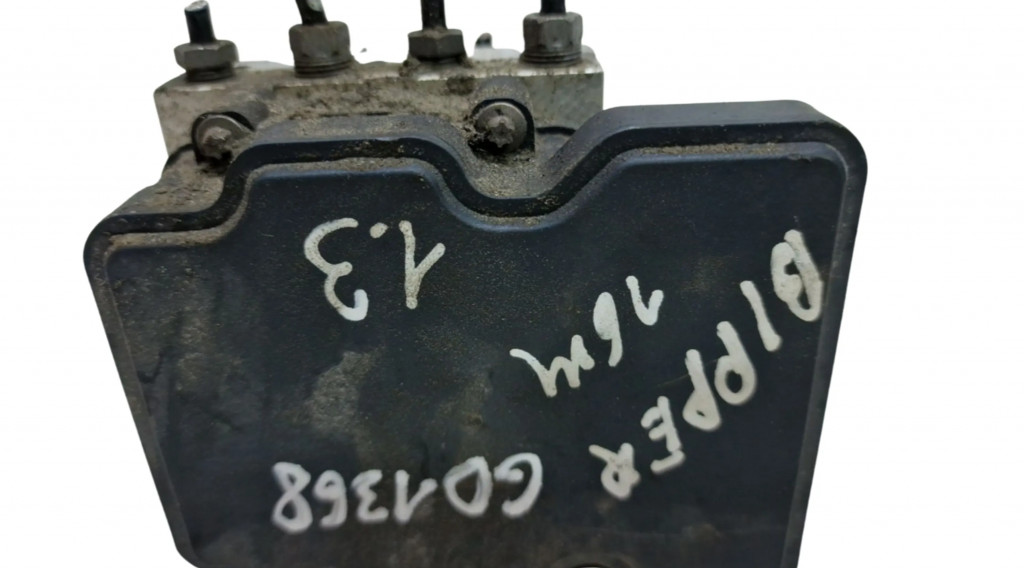 GD1368
BIPPER
16M
1.3